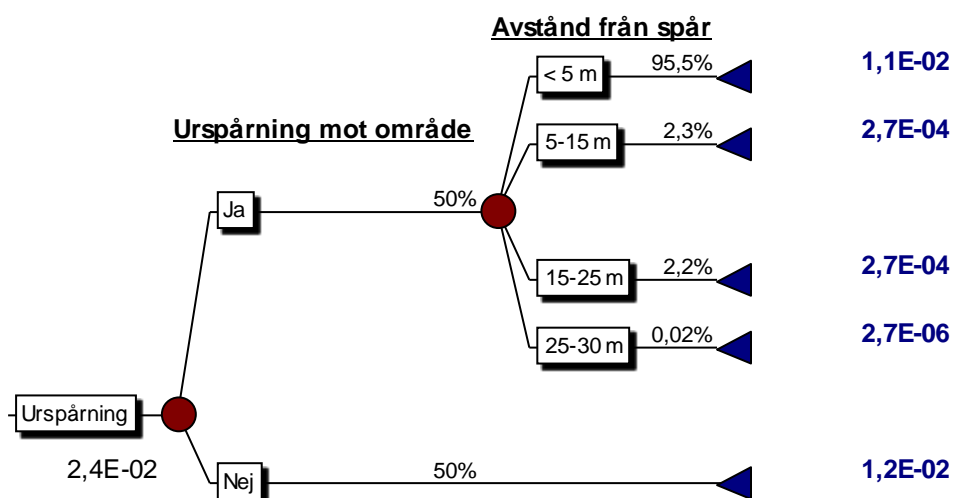 Avstånd från spår
< 5 m 95,5% 1,1E-02
Urspårning mot område
5-15 m 2,3% 2,7E-04
Ja 50%
15-25 m 2,2% 2,7E-04
25-30 m 0,02% 2,7E-06
Urspårning
2,4E-02
Nej 50% 1,2E-02